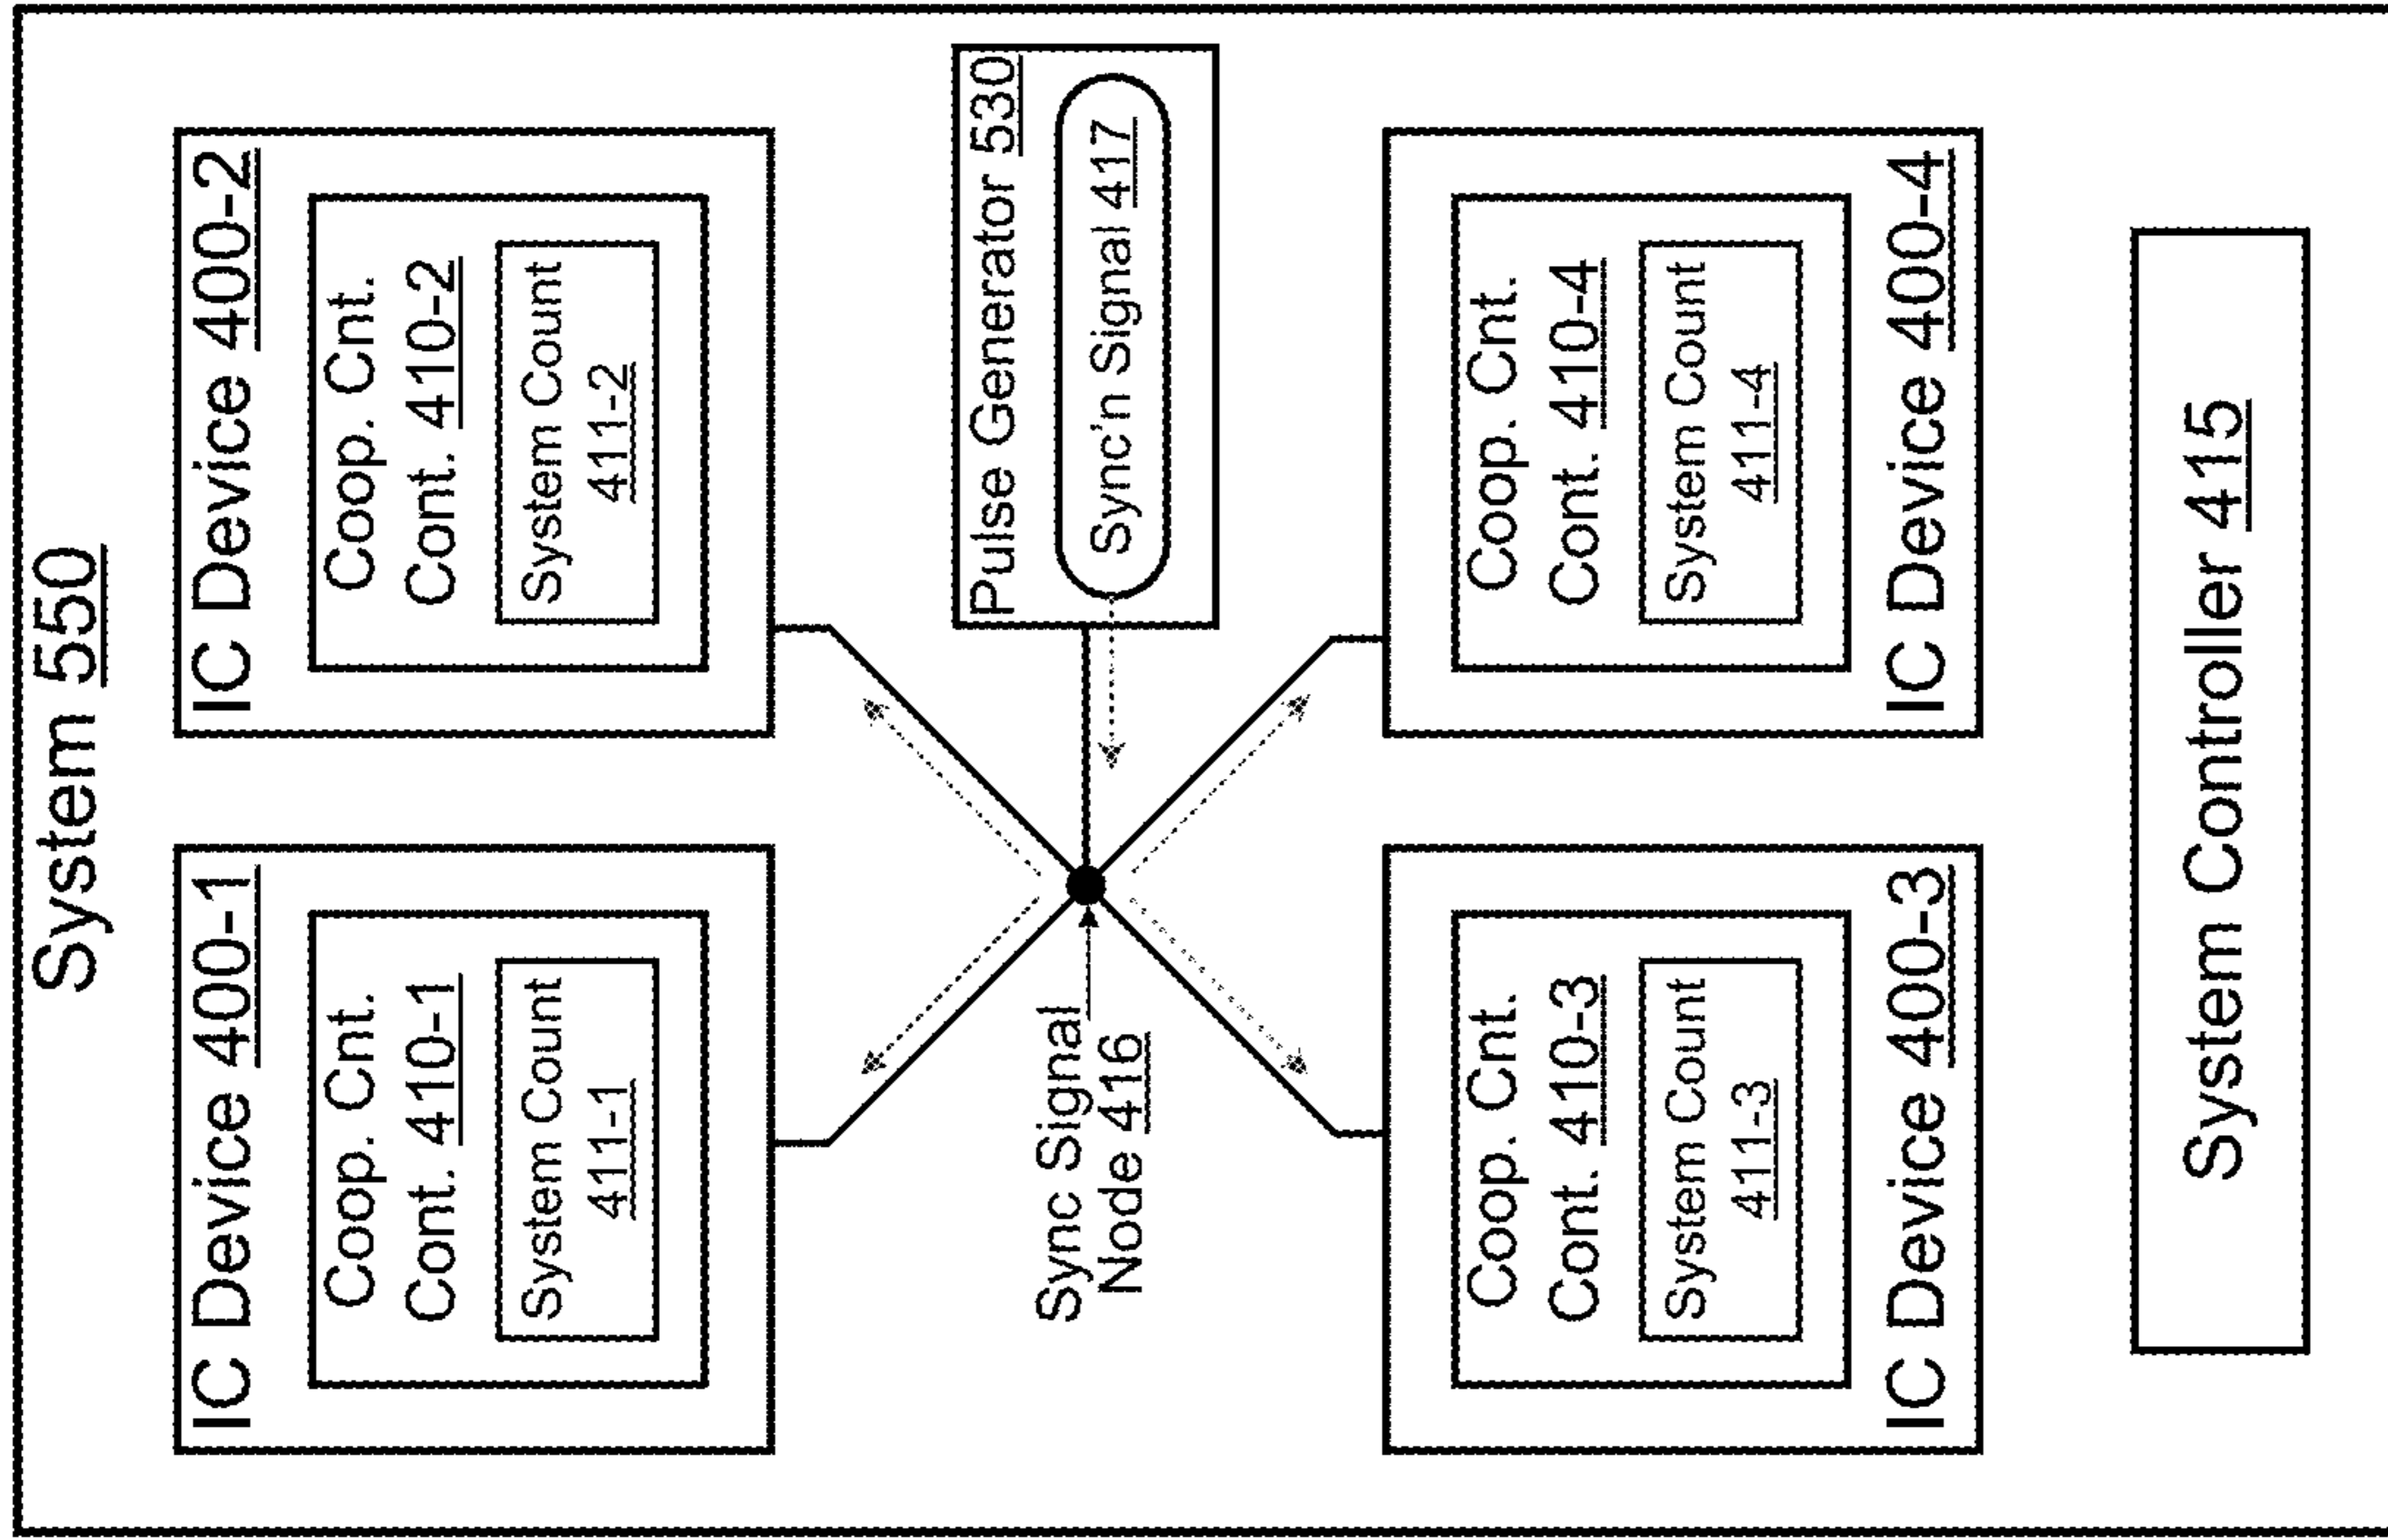 System 550
IC Device 400-1
Coop. Cnt.
Cont. 410-1
System Count
411-1
IC Device 400-2
Coop. Cnt.
Cont. 410-2
System Count
411-2
Sync Signal
Node 416
Pulse Generator 530
Sync'n Signal 417
Coop. Cnt.
Cont. 410-3
System Count
411-3
IC Device 400-3
Coop. Cnt.
Cont. 410-4
System Count
411-4
IC Device 400-4
System Controller 415